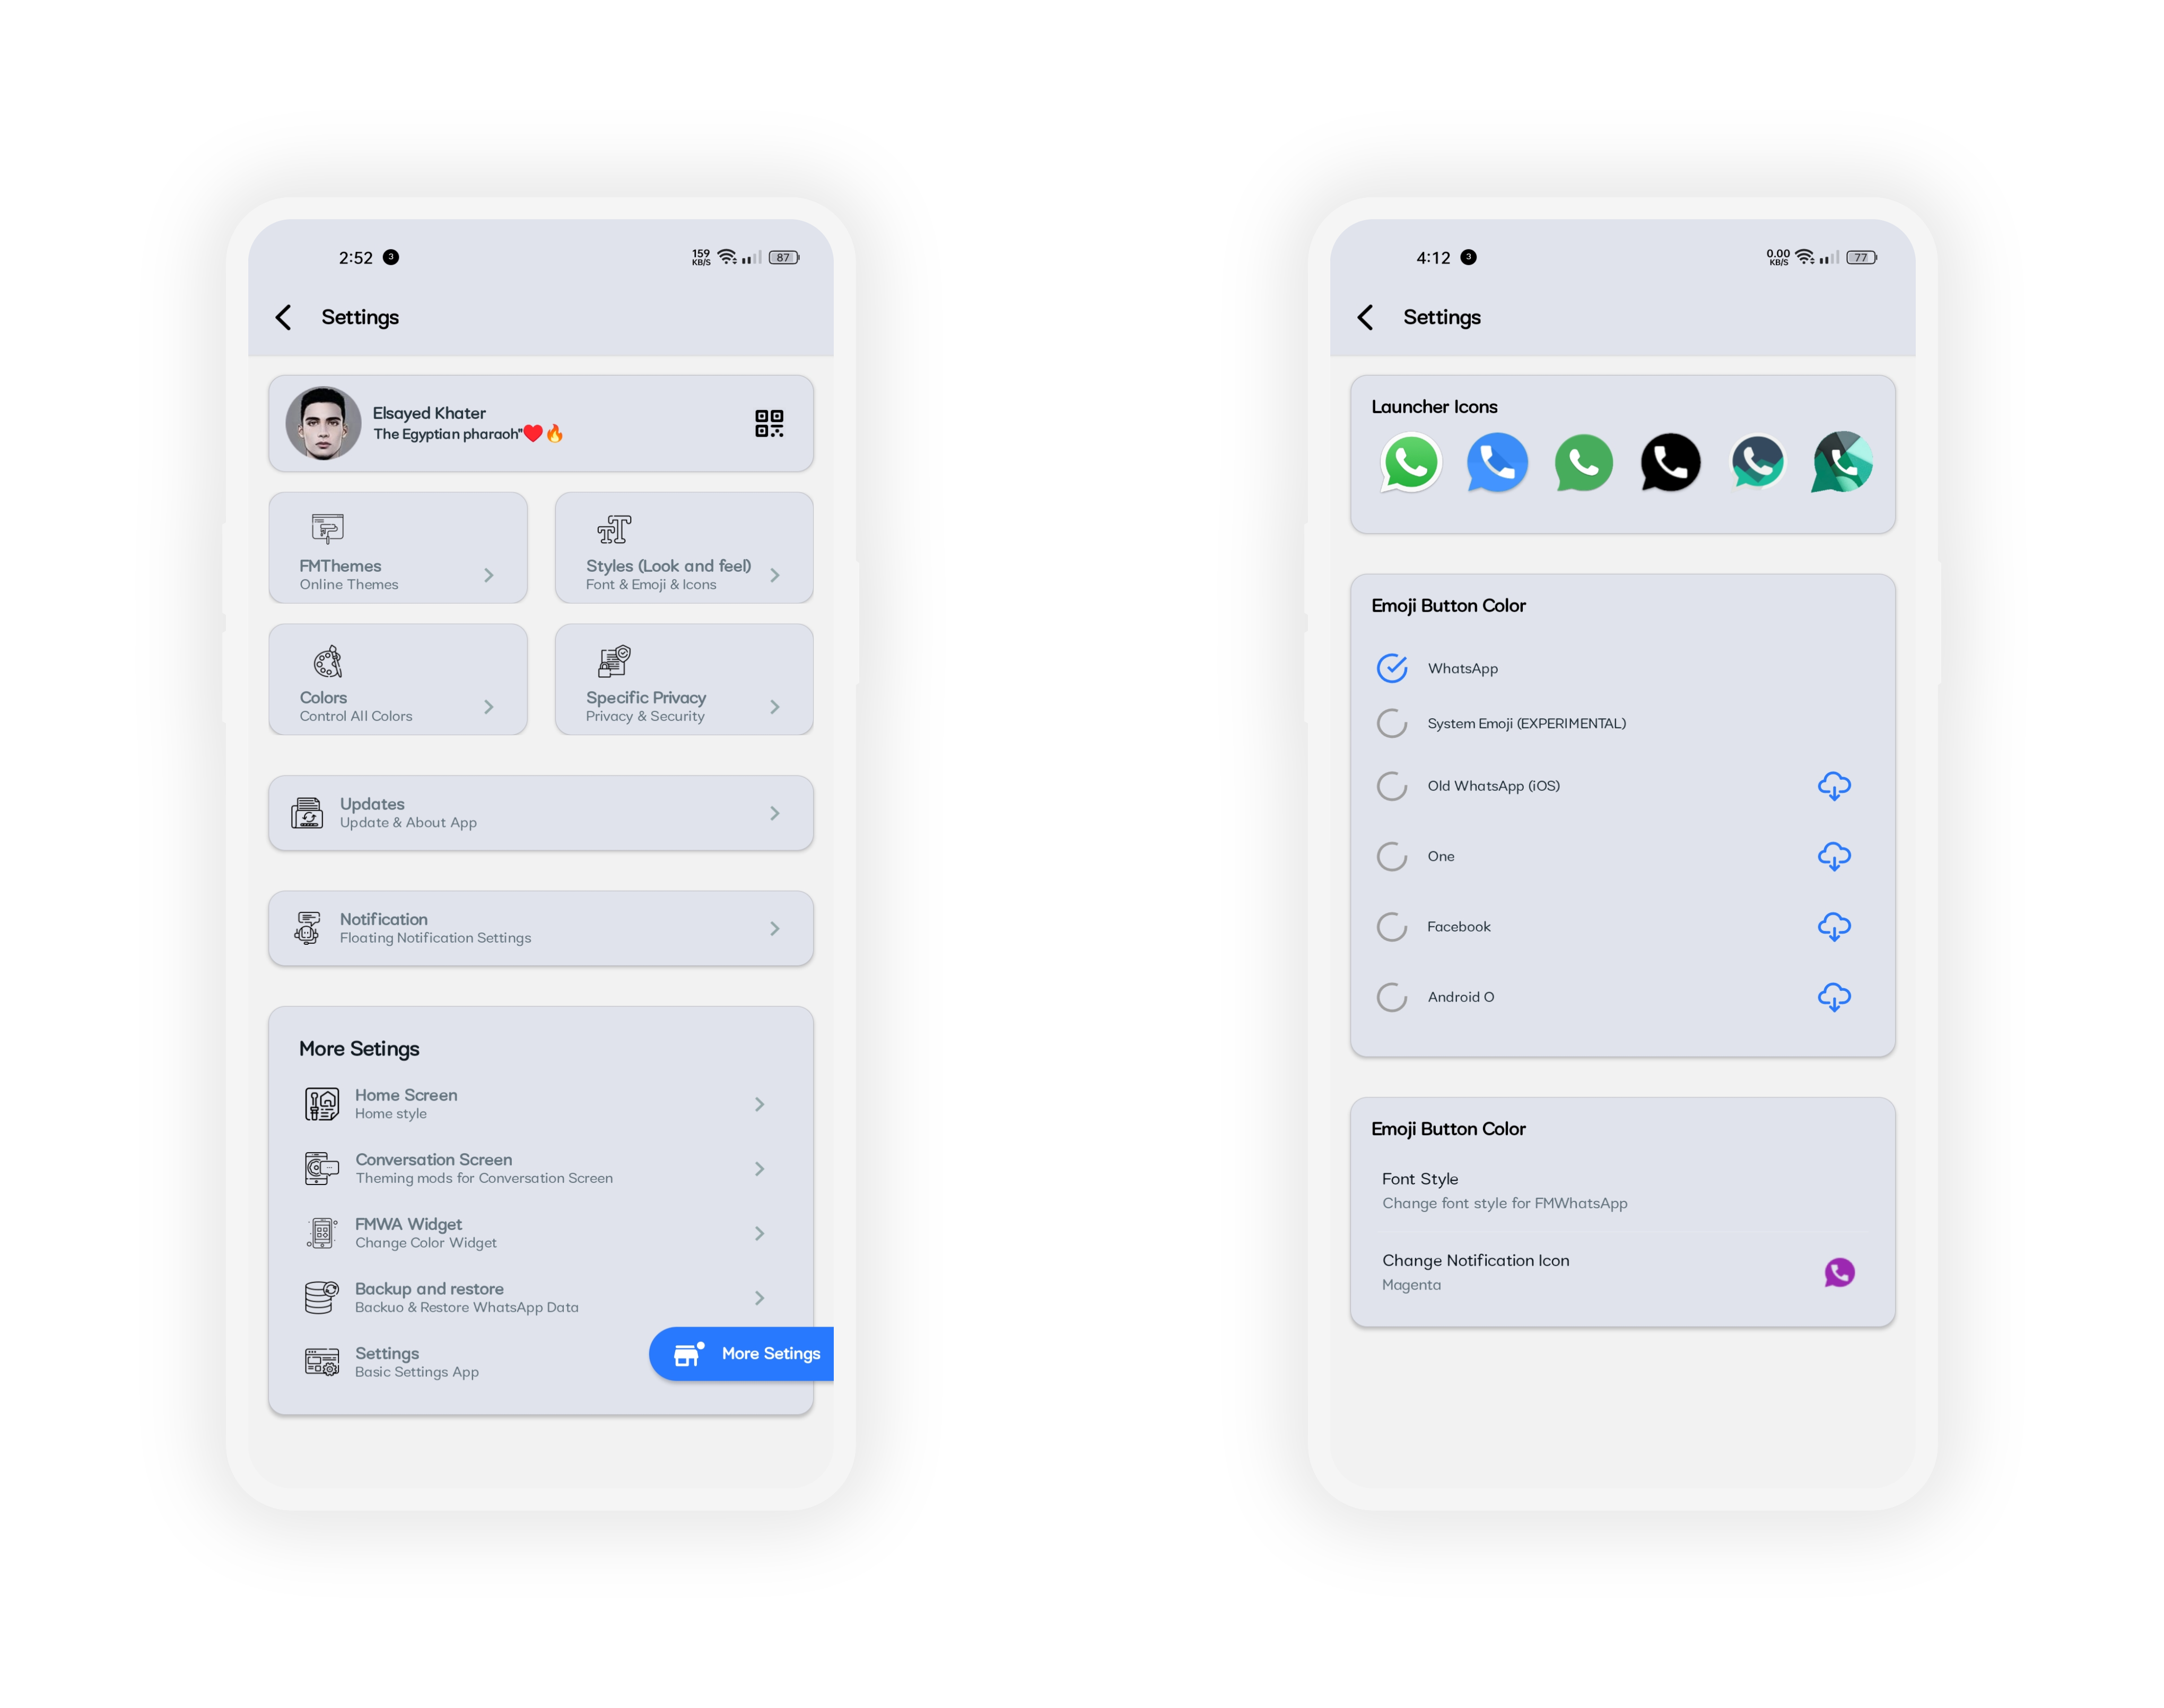 2:52
3
159
KB/S
87
Settings
Elsayed Khater
The Egyptian pharaoh"❤️🔥
FMThemes
Online Themes
Styles (Look and feel)
Font & Emoji & Icons
Colors
Control All Colors
Specific Privacy
Privacy & Security
Updates
Update & About App
Notification
Floating Notification Settings
More Setings
Home Screen
Home style
Conversation Screen
Theming mods for Conversation Screen
FMWA Widget
Change Color Widget
Backup and restore
Backuo & Restore WhatsApp Data
Settings
Basic Settings App
More Setings
4:12
3
0.00
KB/S
77
Settings
Launcher Icons
Emoji Button Color
WhatsApp
System Emoji (EXPERIMENTAL)
Old WhatsApp (iOS)
One
Facebook
Android O
Emoji Button Color
Font Style
Change font style for FMWhatsApp
Change Notification Icon
Magenta